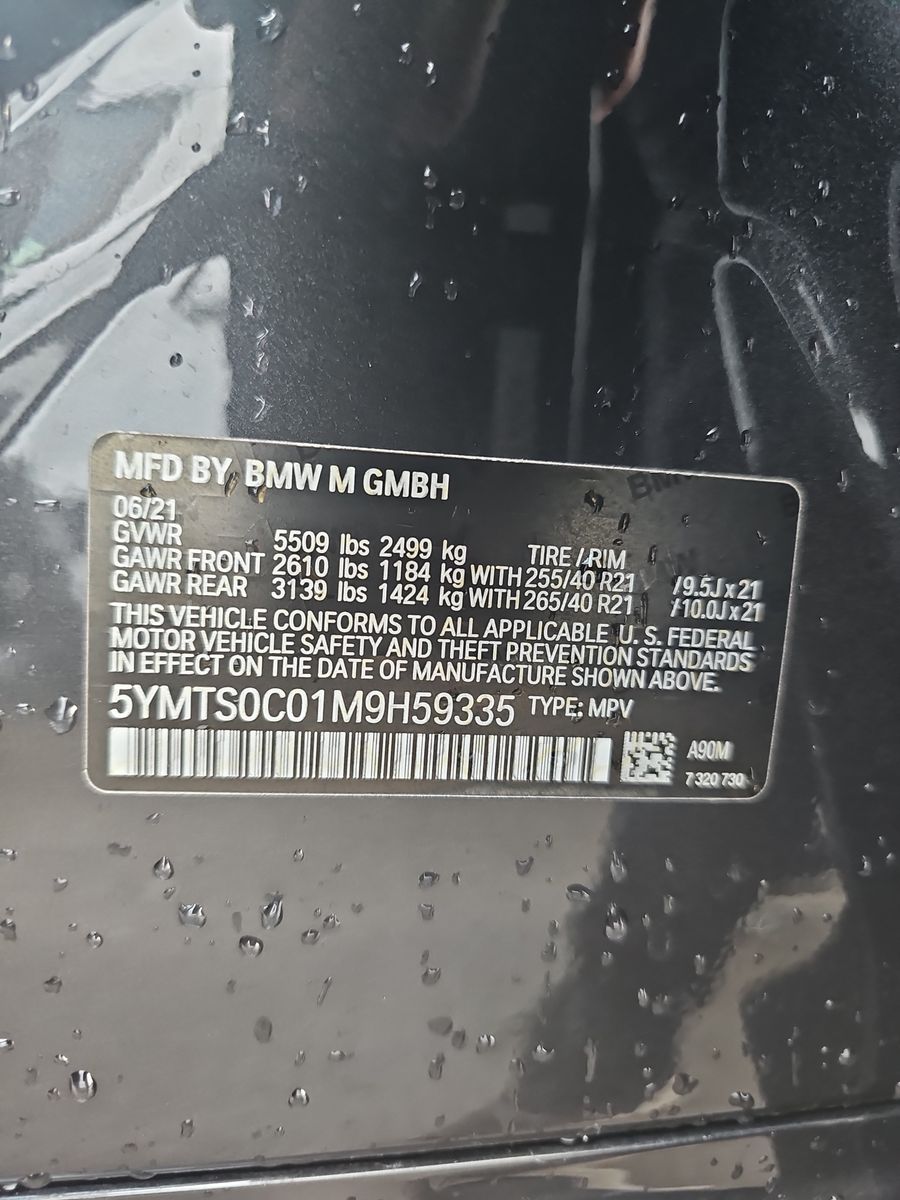 MFD BY BMW M GMBH
06/21
GVWR 5509 lbs 2499 kg TIRE / RIM
GAWR FRONT 2610 lbs 1184 kg WITH 255/40 R21 /9.5J x 21
GAWR REAR 3139 lbs 1424 kg WITH 265/40 R21 /10.0J x 21
THIS VEHICLE CONFORMS TO ALL APPLICABLE U. S. FEDERAL
MOTOR VEHICLE SAFETY AND THEFT PREVENTION STANDARDS
IN EFFECT ON THE DATE OF MANUFACTURE SHOWN ABOVE.
5YMTS0C01M9H59335 TYPE: MPV
A90M
7 320 730